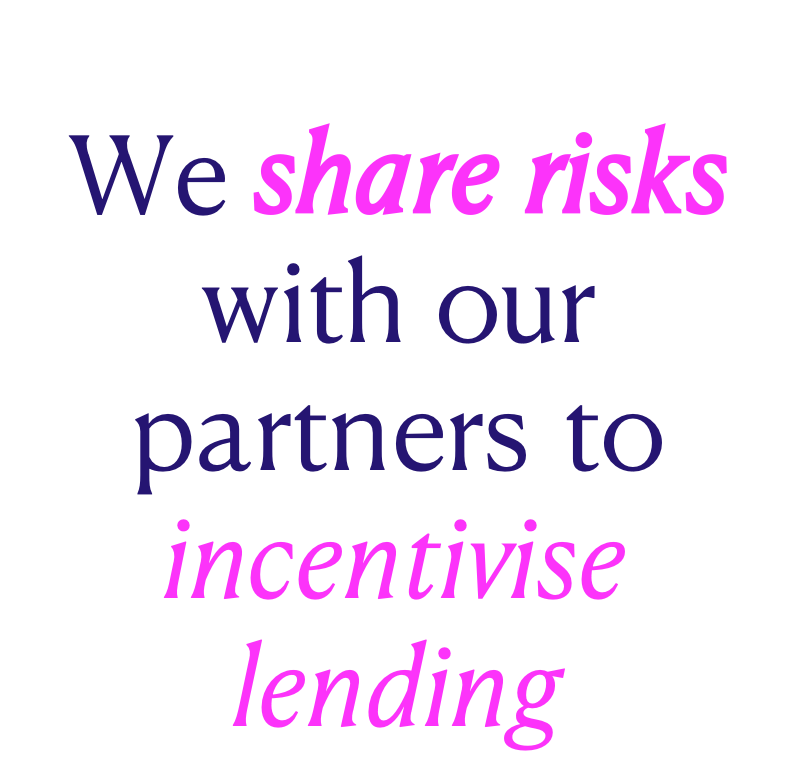 We share risks
with our
partners to
incentivise
lending